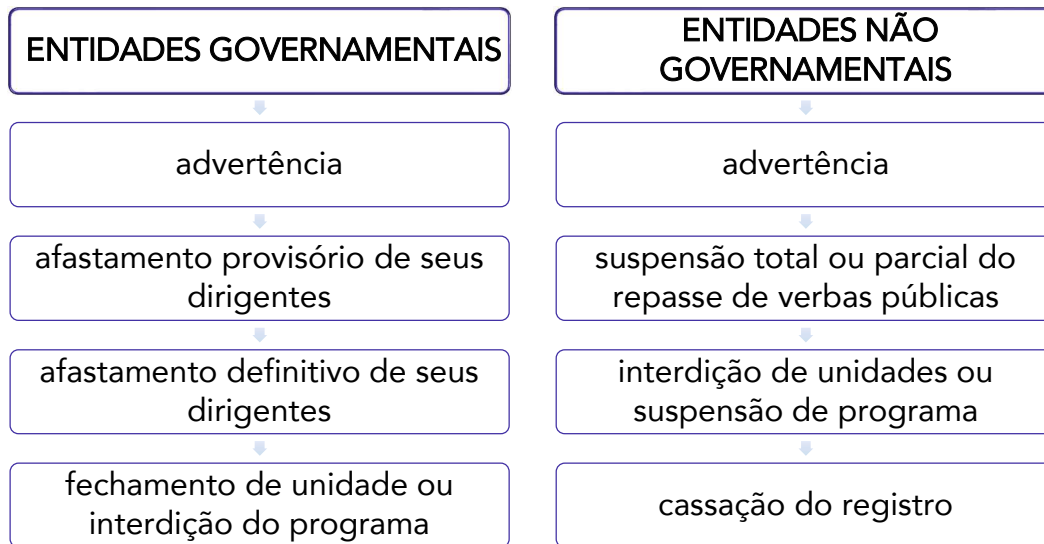 ENTIDADES GOVERNAMENTAIS
advertência
afastamento provisório de seus
dirigentes
afastamento definitivo de seus
dirigentes
fechamento de unidade ou
interdição do programa
ENTIDADES NÃO
GOVERNAMENTAIS
advertência
suspensão total ou parcial do
repasse de verbas públicas
interdição de unidades ou
suspensão de programa
cassação do registro